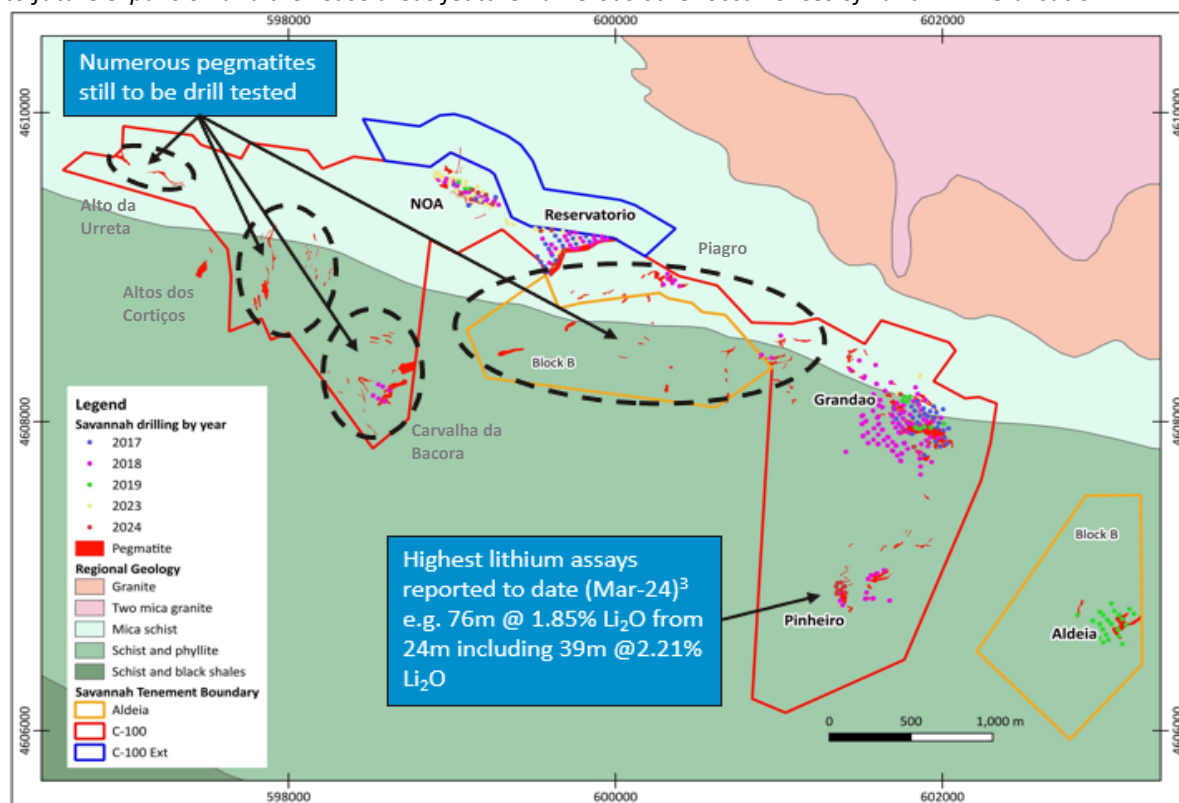 598000
600000
602000
Numerous pegmatites
still to be drill tested
4610000
4610000
NOA
Reservatorio
Alto da
Urreta
Piagro
Altos dos
Cortiços
Block B
Legend
Savannah drilling by year
2017
2018
2019
2023
2024
Pegmatite
Regional Geology
Granite
Two mica granite
Mica schist
Schist and phyllite
Schist and black shales
Savannah Tenement Boundary
Aldeia
C-100
C-100 Ext
Grandao
4608000
4608000
Carvalha da
Bacora
Highest lithium assays
reported to date (Mar-24)³
e.g. 76m @ 1.85% Li₂O from
24m including 39m @2.21%
Li₂O
Block B
Pinheiro
Aldeia
0 500 1,000 m
4606000
4606000
598000
600000
602000